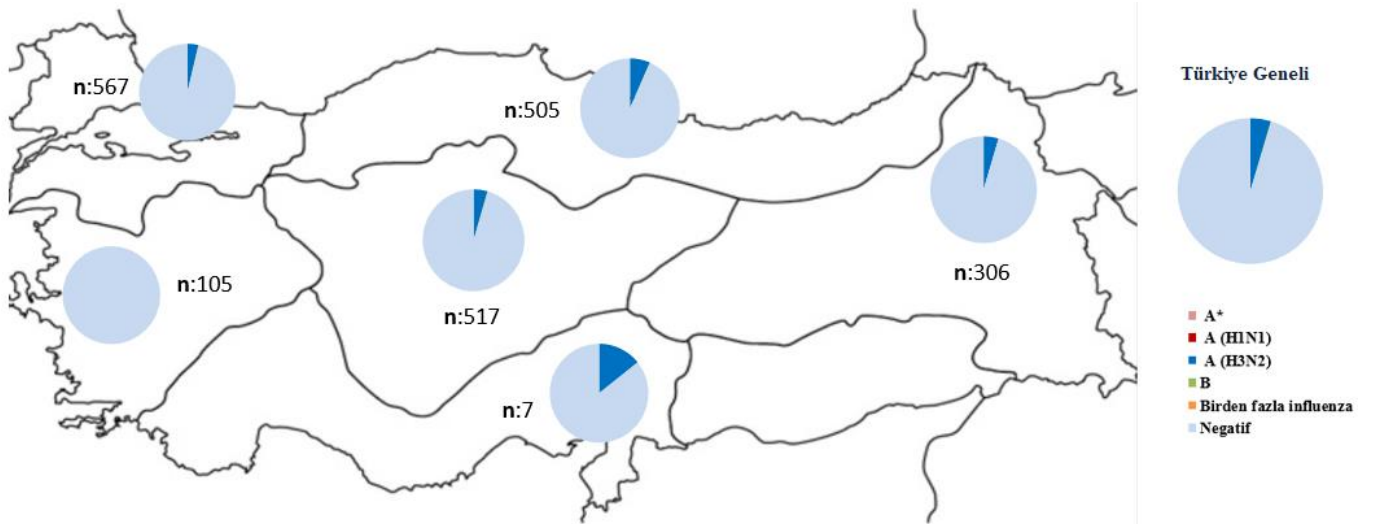 n:567
n:505
n:105
n:517
n:306
n:7
Türkiye Geneli
A*
A (H1N1)
A (H3N2)
B
Birden fazla influenza
Negatif